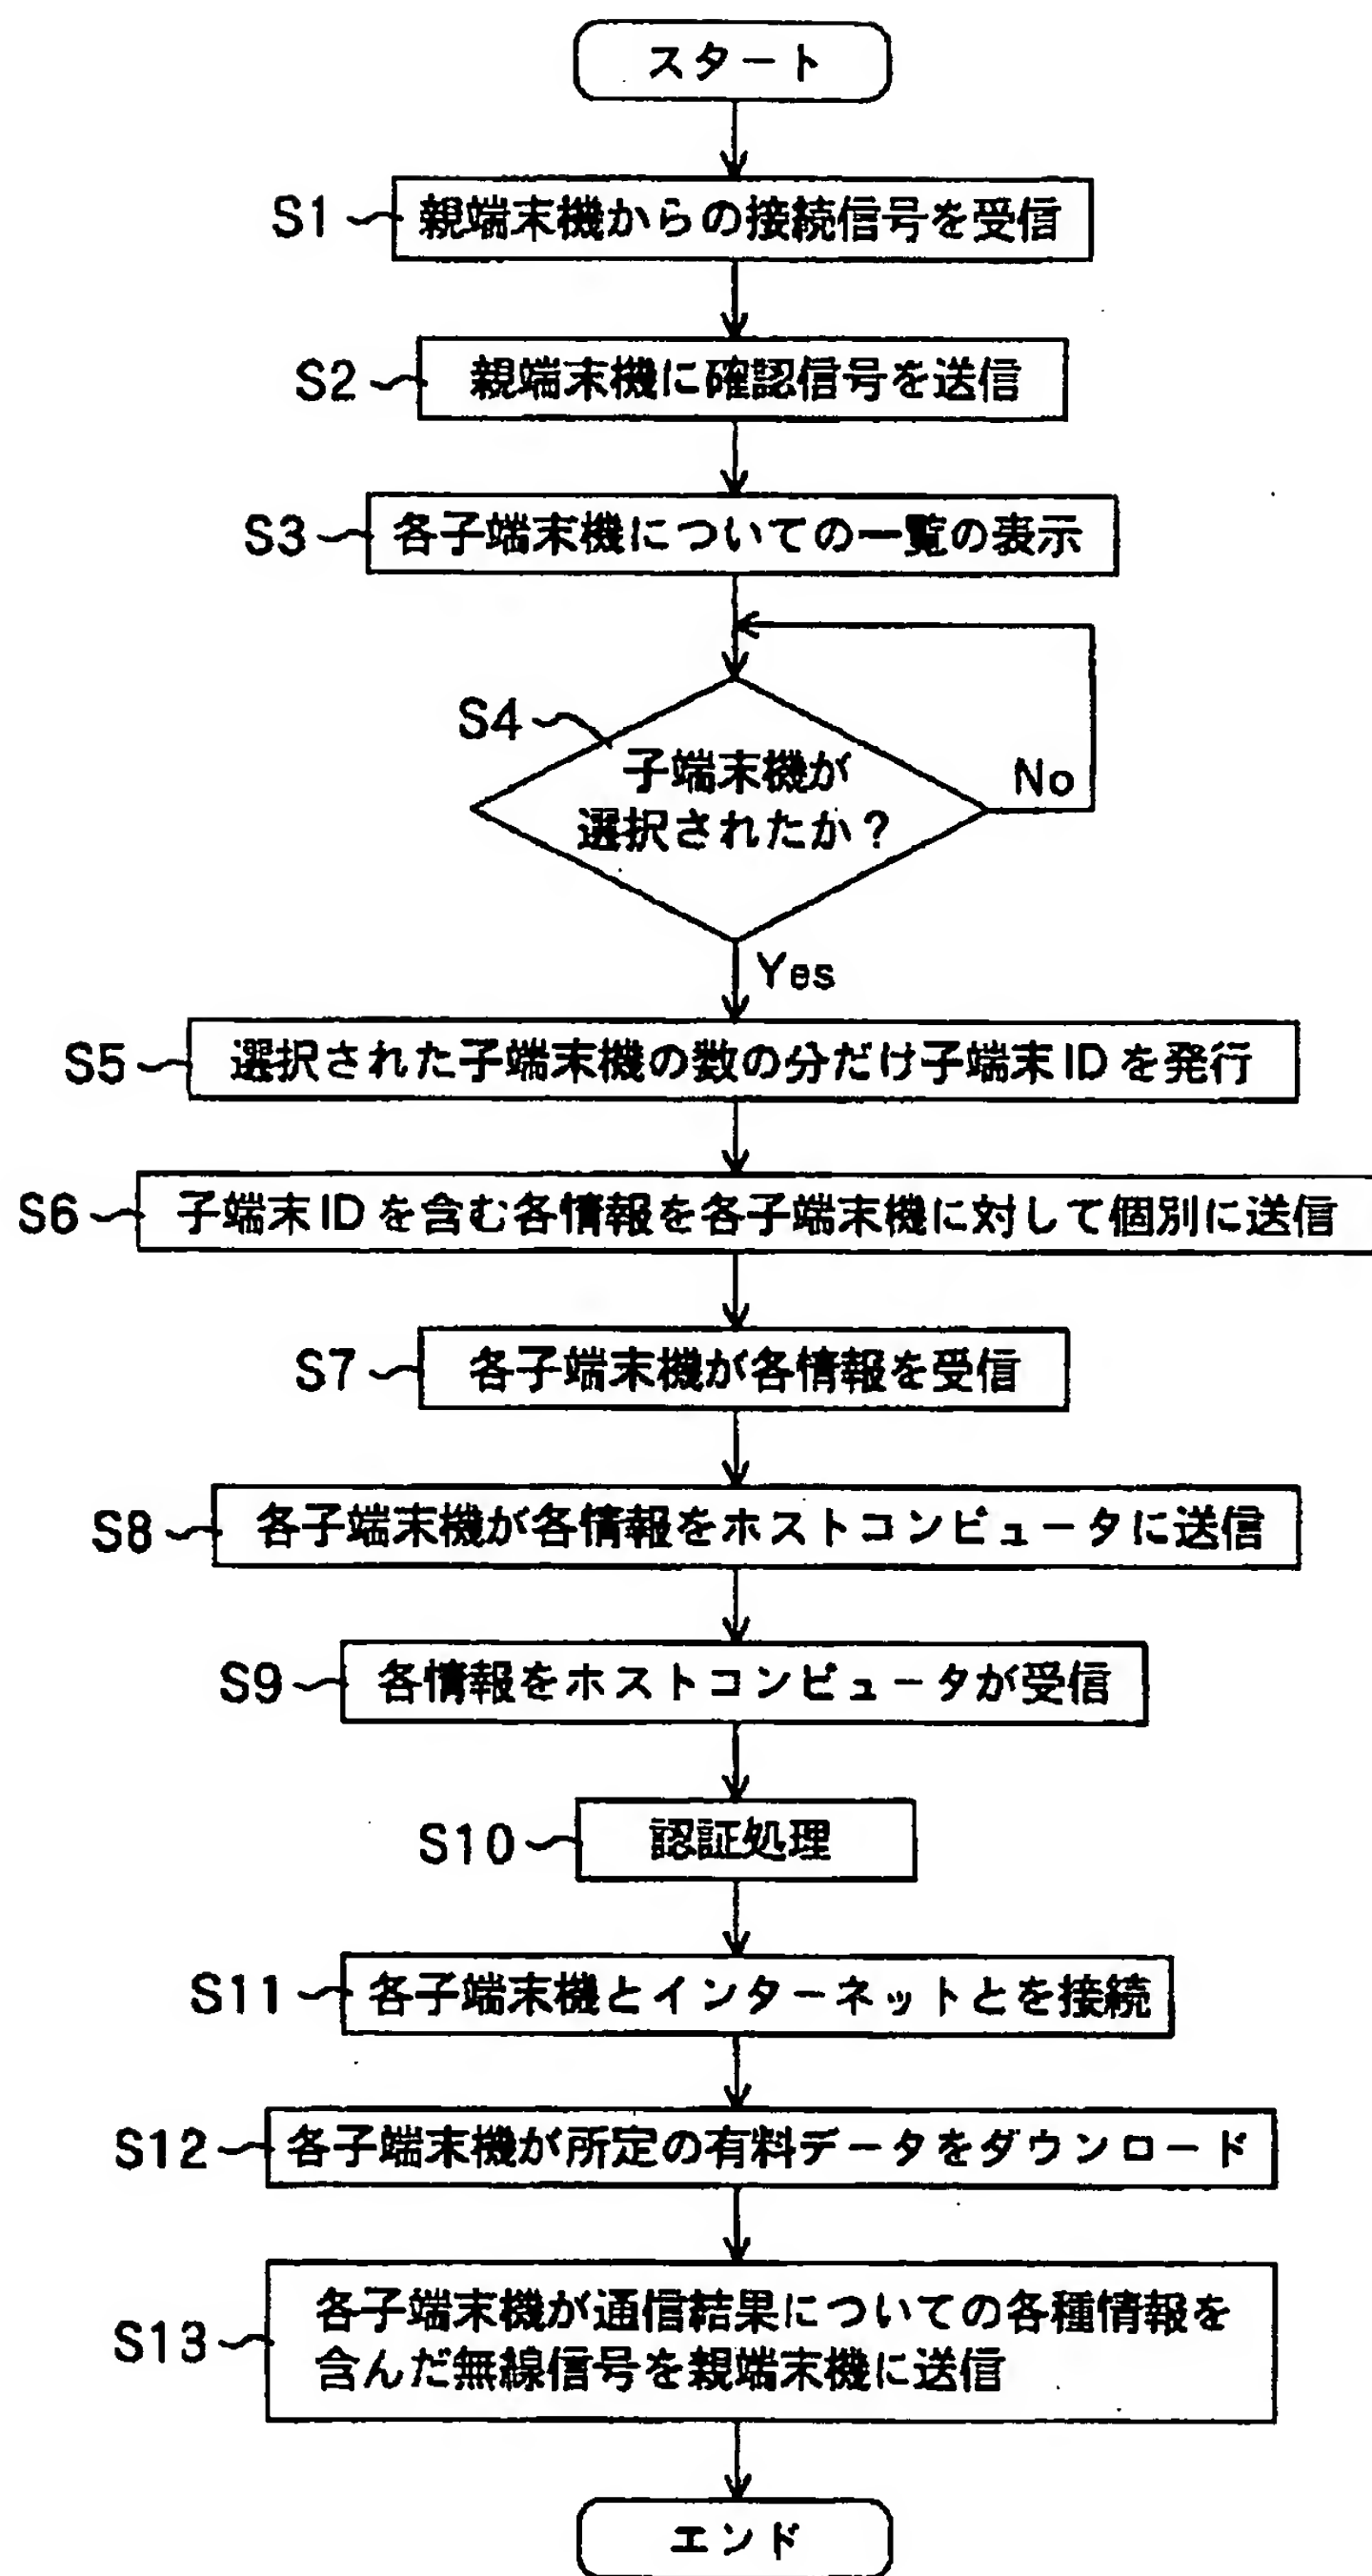 スタート
S1 親端末機からの接続信号を受信
S2 親端末機に確認信号を送信
S3 各子端末機についての一覧の表示
S4
子端末機が
選択されたか？
No
Yes
S5 選択された子端末機の数の分だけ子端末IDを発行
S6 子端末IDを含む各情報を各子端末機に対して個別に送信
S7 各子端末機が各情報を受信
S8 各子端末機が各情報をホストコンピュータに送信
S9 各情報をホストコンピュータが受信
S10 認証処理
S11 各子端末機とインターネットとを接続
S12 各子端末機が所定の有料データをダウンロード
S13 各子端末機が通信結果についての各種情報を
含んだ無線信号を親端末機に送信
エンド